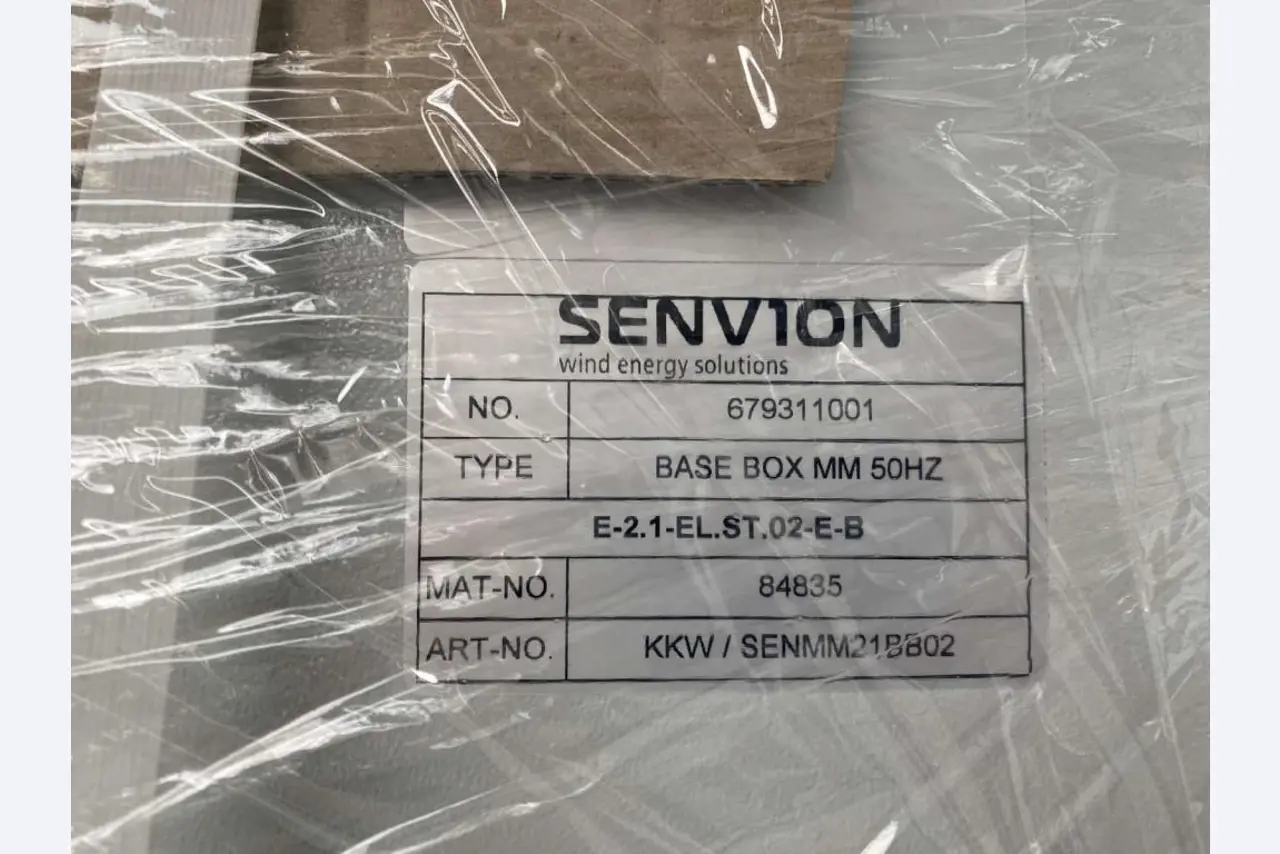 SENVION
wind energy solutions
NO. 679311001
TYPE BASE BOX MM 50HZ
E-2.1-EL.ST.02-E-B
MAT-NO. 84835
ART-NO. KKW / SENMM21BB02